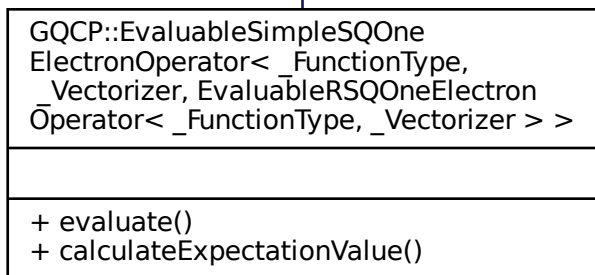 GQCP::EvaluableSimpleSQOne
ElectronOperator< _FunctionType,
_Vectorizer, EvaluableRSQOneElectron
Operator< _FunctionType, _Vectorizer > >
+ evaluate()
+ calculateExpectationValue()